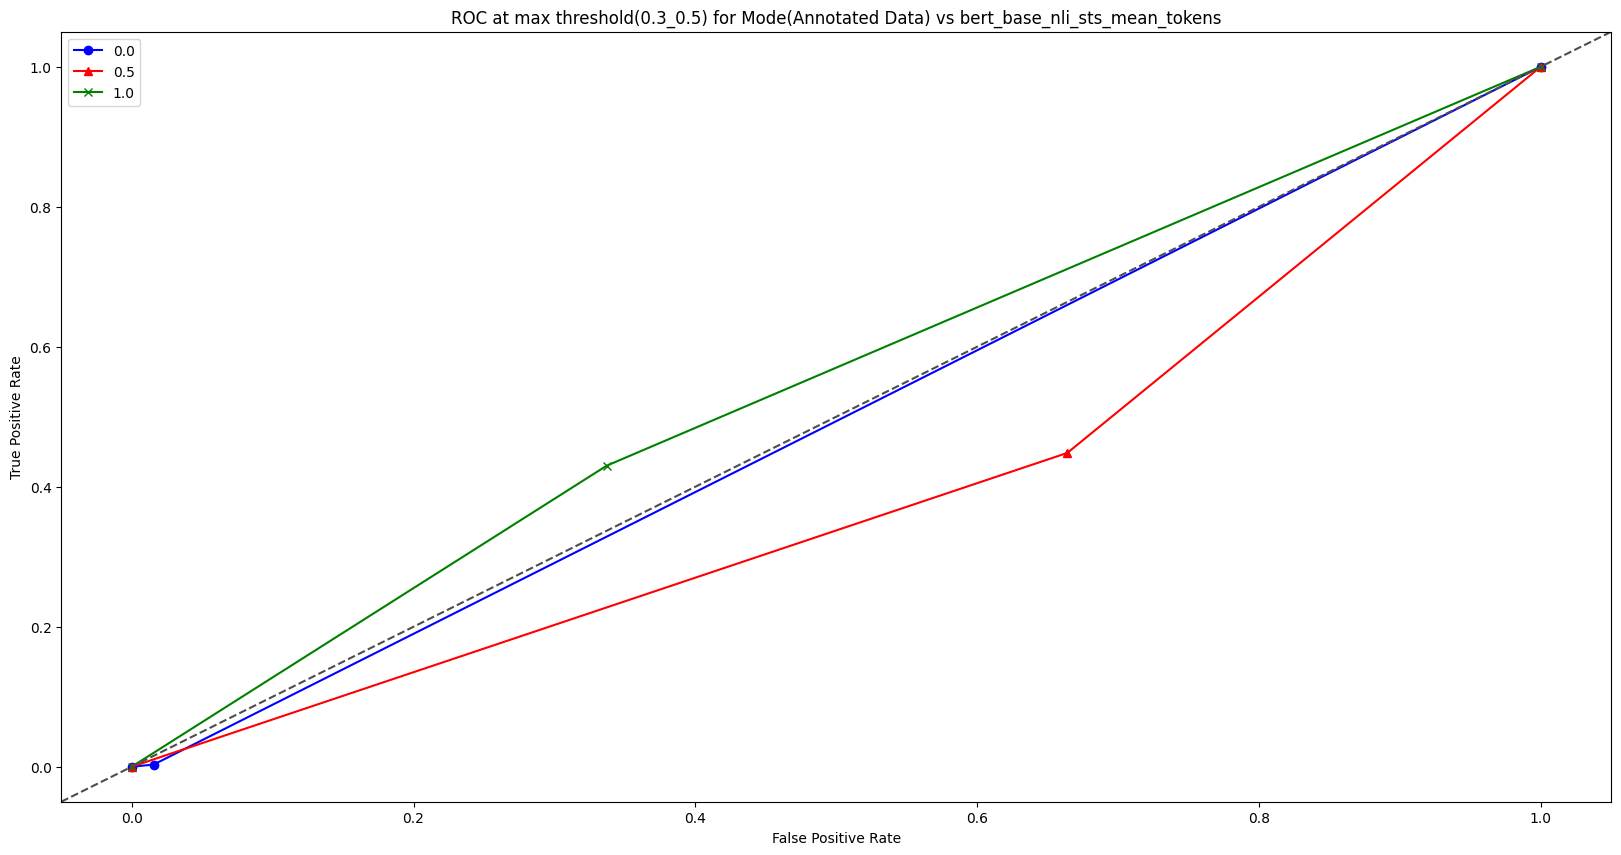 ROC at max threshold(0.3_0.5) for Mode(Annotated Data) vs bert_base_nli_sts_mean_tokens
0.0
0.5
1.0
1.0
0.8
0.6
0.4
0.2
0.0
True Positive Rate
0.0 0.2 0.4 0.6 0.8 1.0
False Positive Rate